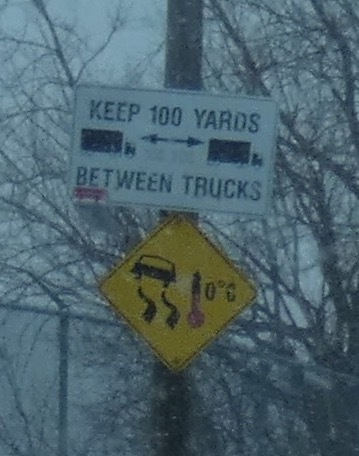 KEEP 100 YARDS
BETWEEN TRUCKS
0°C